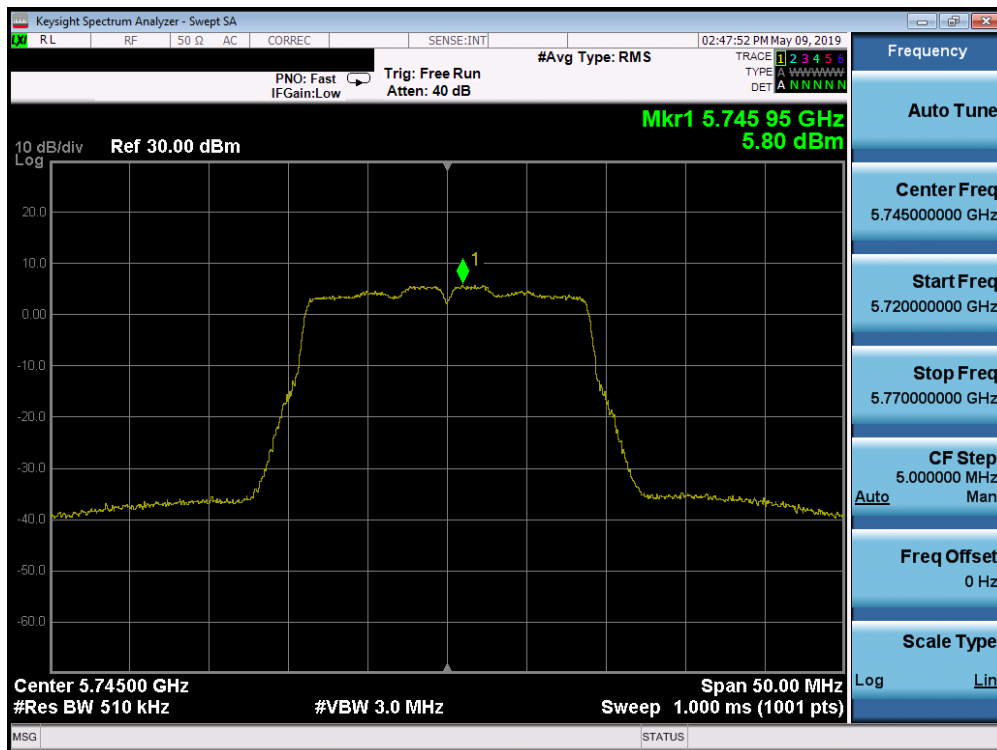 Keysight Spectrum Analyzer - Swept SA
LXI RL RF 50 Ω AC CORREC SENSE:INT 02:47:52 PM May 09, 2019
PNO: Fast
IFGain:Low
Trig: Free Run
Atten: 40 dB
#Avg Type: RMS
TRACE 1 2 3 4 5 6
TYPE A WWWWW
DET A N N N N N
Mkr1 5.745 95 GHz
5.80 dBm
10 dB/div Ref 30.00 dBm
Log
1
20.0
10.0
0.00
-10.0
-20.0
-30.0
-40.0
-50.0
-60.0
Center 5.74500 GHz Span 50.00 MHz
#Res BW 510 kHz #VBW 3.0 MHz Sweep 1.000 ms (1001 pts)
MSG STATUS
Frequency
Auto Tune
Center Freq
5.745000000 GHz
Start Freq
5.720000000 GHz
Stop Freq
5.770000000 GHz
CF Step
5.000000 MHz
Auto Man
Freq Offset
0 Hz
Scale Type
Log Lin